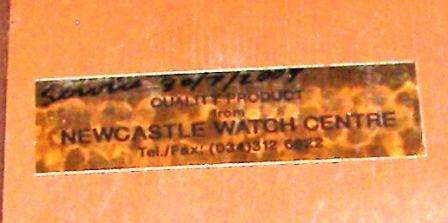 QUALITY PRODUCT
from
NEWCASTLE WATCH CENTRE
Tel./Fax: (034)312 6822